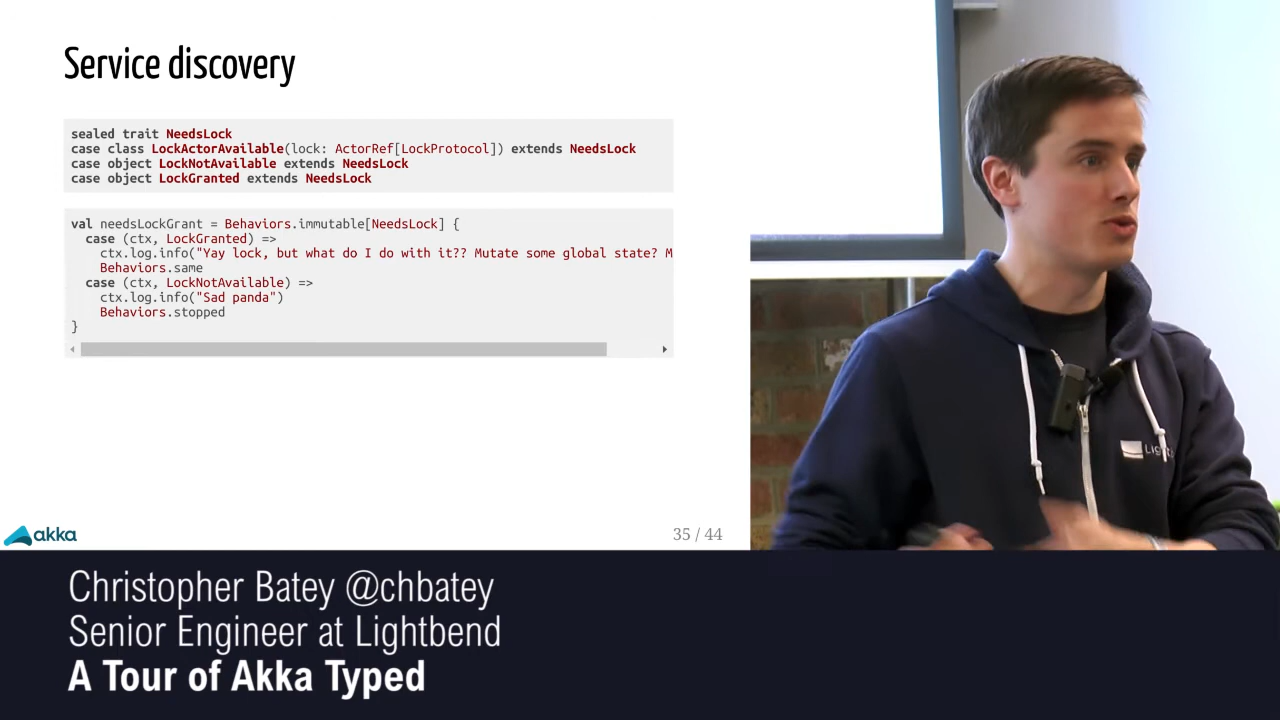 Service discovery
sealed trait NeedsLock
case class LockActorAvailable(lock: ActorRef[LockProtocol]) extends NeedsLock
case object LockNotAvailable extends NeedsLock
case object LockGranted extends NeedsLock
val needsLockGrant = Behaviors.immutable[NeedsLock] {
  case (ctx, LockGranted) =>
    ctx.log.info("Yay lock, but what do I do with it?? Mutate some global state? M
    Behaviors.same
  case (ctx, LockNotAvailable) =>
    ctx.log.info("Sad panda")
    Behaviors.stopped
}
akka
35 / 44
Christopher Batey @chbatey
Senior Engineer at Lightbend
A Tour of Akka Typed